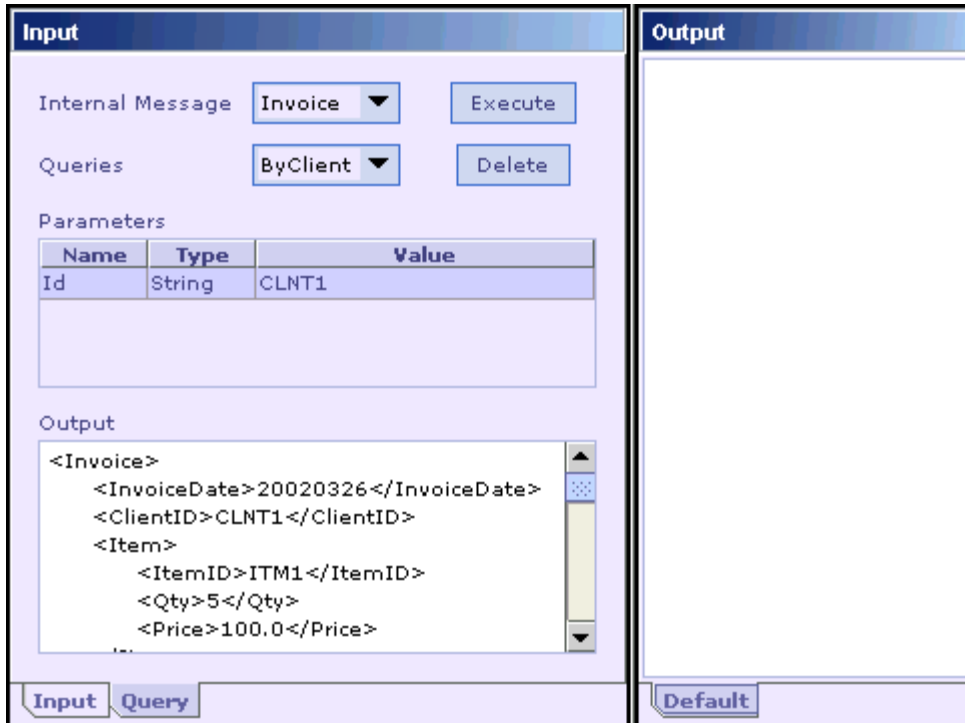 Input
Internal Message Invoice Execute
Queries ByClient Delete
Parameters
Name Type Value
Id String CLNT1
Output
<Invoice>
<InvoiceDate>20020326</InvoiceDate>
<ClientID>CLNT1</ClientID>
<Item>
<ItemID>ITM1</ItemID>
<Qty>5</Qty>
<Price>100.0</Price>
Input Query
Output
Default